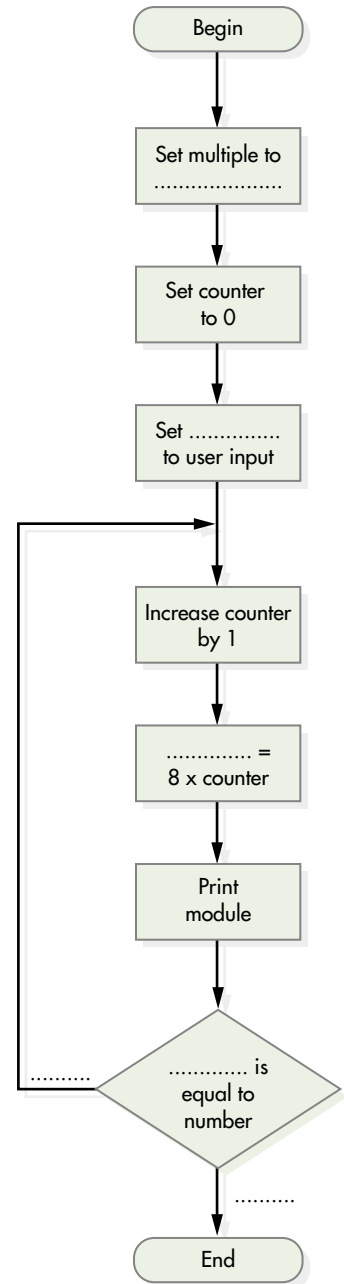 Begin
Set multiple to
......................
Set counter
to 0
Set ................
to user input
Increase counter
by 1
............... =
8 x counter
Print
module
.............. is
equal to
number
..........
..........
End